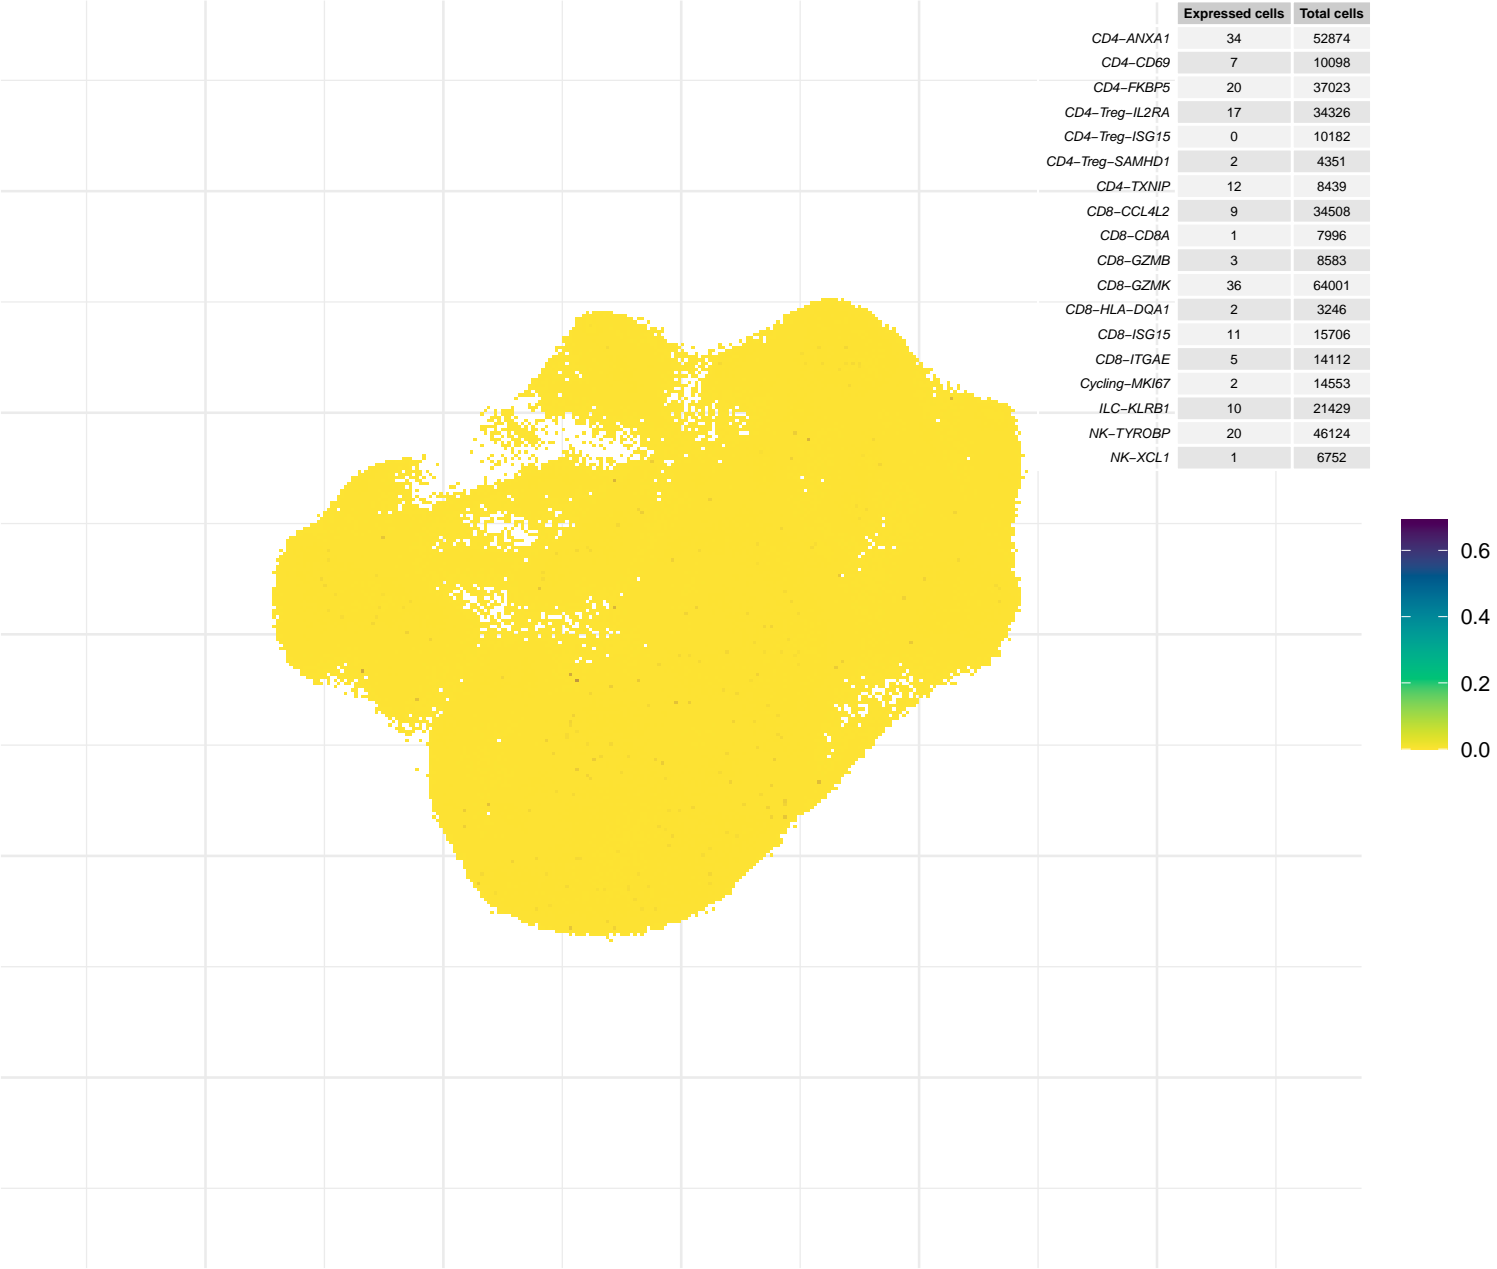 Expressed cells Total cells
CD4−ANXA1 34 52874
CD4−CD69 7 10098
CD4−FKBP5 20 37023
CD4−Treg−IL2RA 17 34326
CD4−Treg−ISG15 0 10182
CD4−Treg−SAMHD1 2 4351
CD4−TXNIP 12 8439
CD8−CCL4L2 9 34508
CD8−CD8A 1 7996
CD8−GZMB 3 8583
CD8−GZMK 36 64001
CD8−HLA−DQA1 2 3246
CD8−ISG15 11 15706
CD8−ITGAE 5 14112
Cycling−MKI67 2 14553
ILC−KLRB1 10 21429
NK−TYROBP 20 46124
NK−XCL1 1 6752
0.6
0.4
0.2
0.0